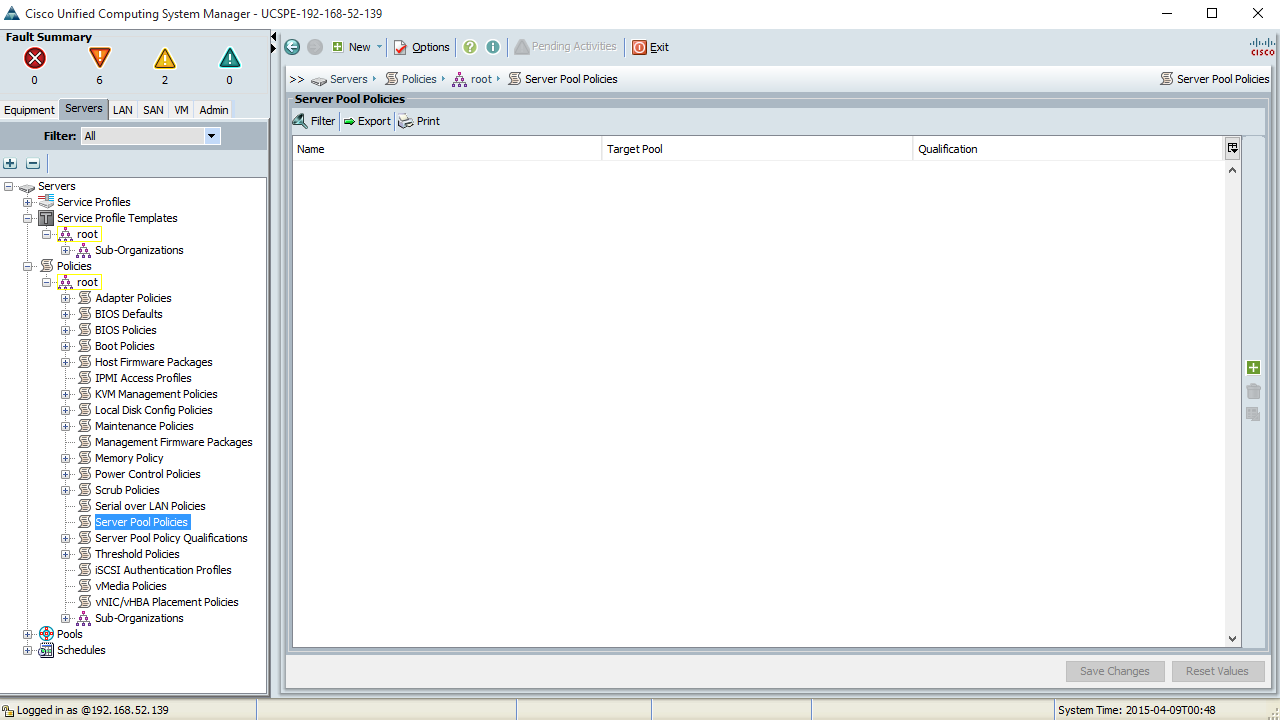 Cisco Unified Computing System Manager - UCSPE-192-168-52-139
Fault Summary
0 6 2 0
Equipment Servers LAN SAN VM Admin
Filter: All
Servers
Service Profiles
Service Profile Templates
root
Sub-Organizations
Policies
root
Adapter Policies
BIOS Defaults
BIOS Policies
Boot Policies
Host Firmware Packages
IPMI Access Profiles
KVM Management Policies
Local Disk Config Policies
Maintenance Policies
Management Firmware Packages
Memory Policy
Power Control Policies
Scrub Policies
Serial over LAN Policies
Server Pool Policies
Server Pool Policy Qualifications
Threshold Policies
iSCSI Authentication Profiles
vMedia Policies
vNIC/vHBA Placement Policies
Sub-Organizations
Pools
Schedules
New Options Pending Activities Exit
CISCO
>> Servers Policies root Server Pool Policies
Server Pool Policies
Server Pool Policies
Filter Export Print
Name Target Pool Qualification
Save Changes Reset Values
Logged in as @192.168.52.139
System Time: 2015-04-09T00:48